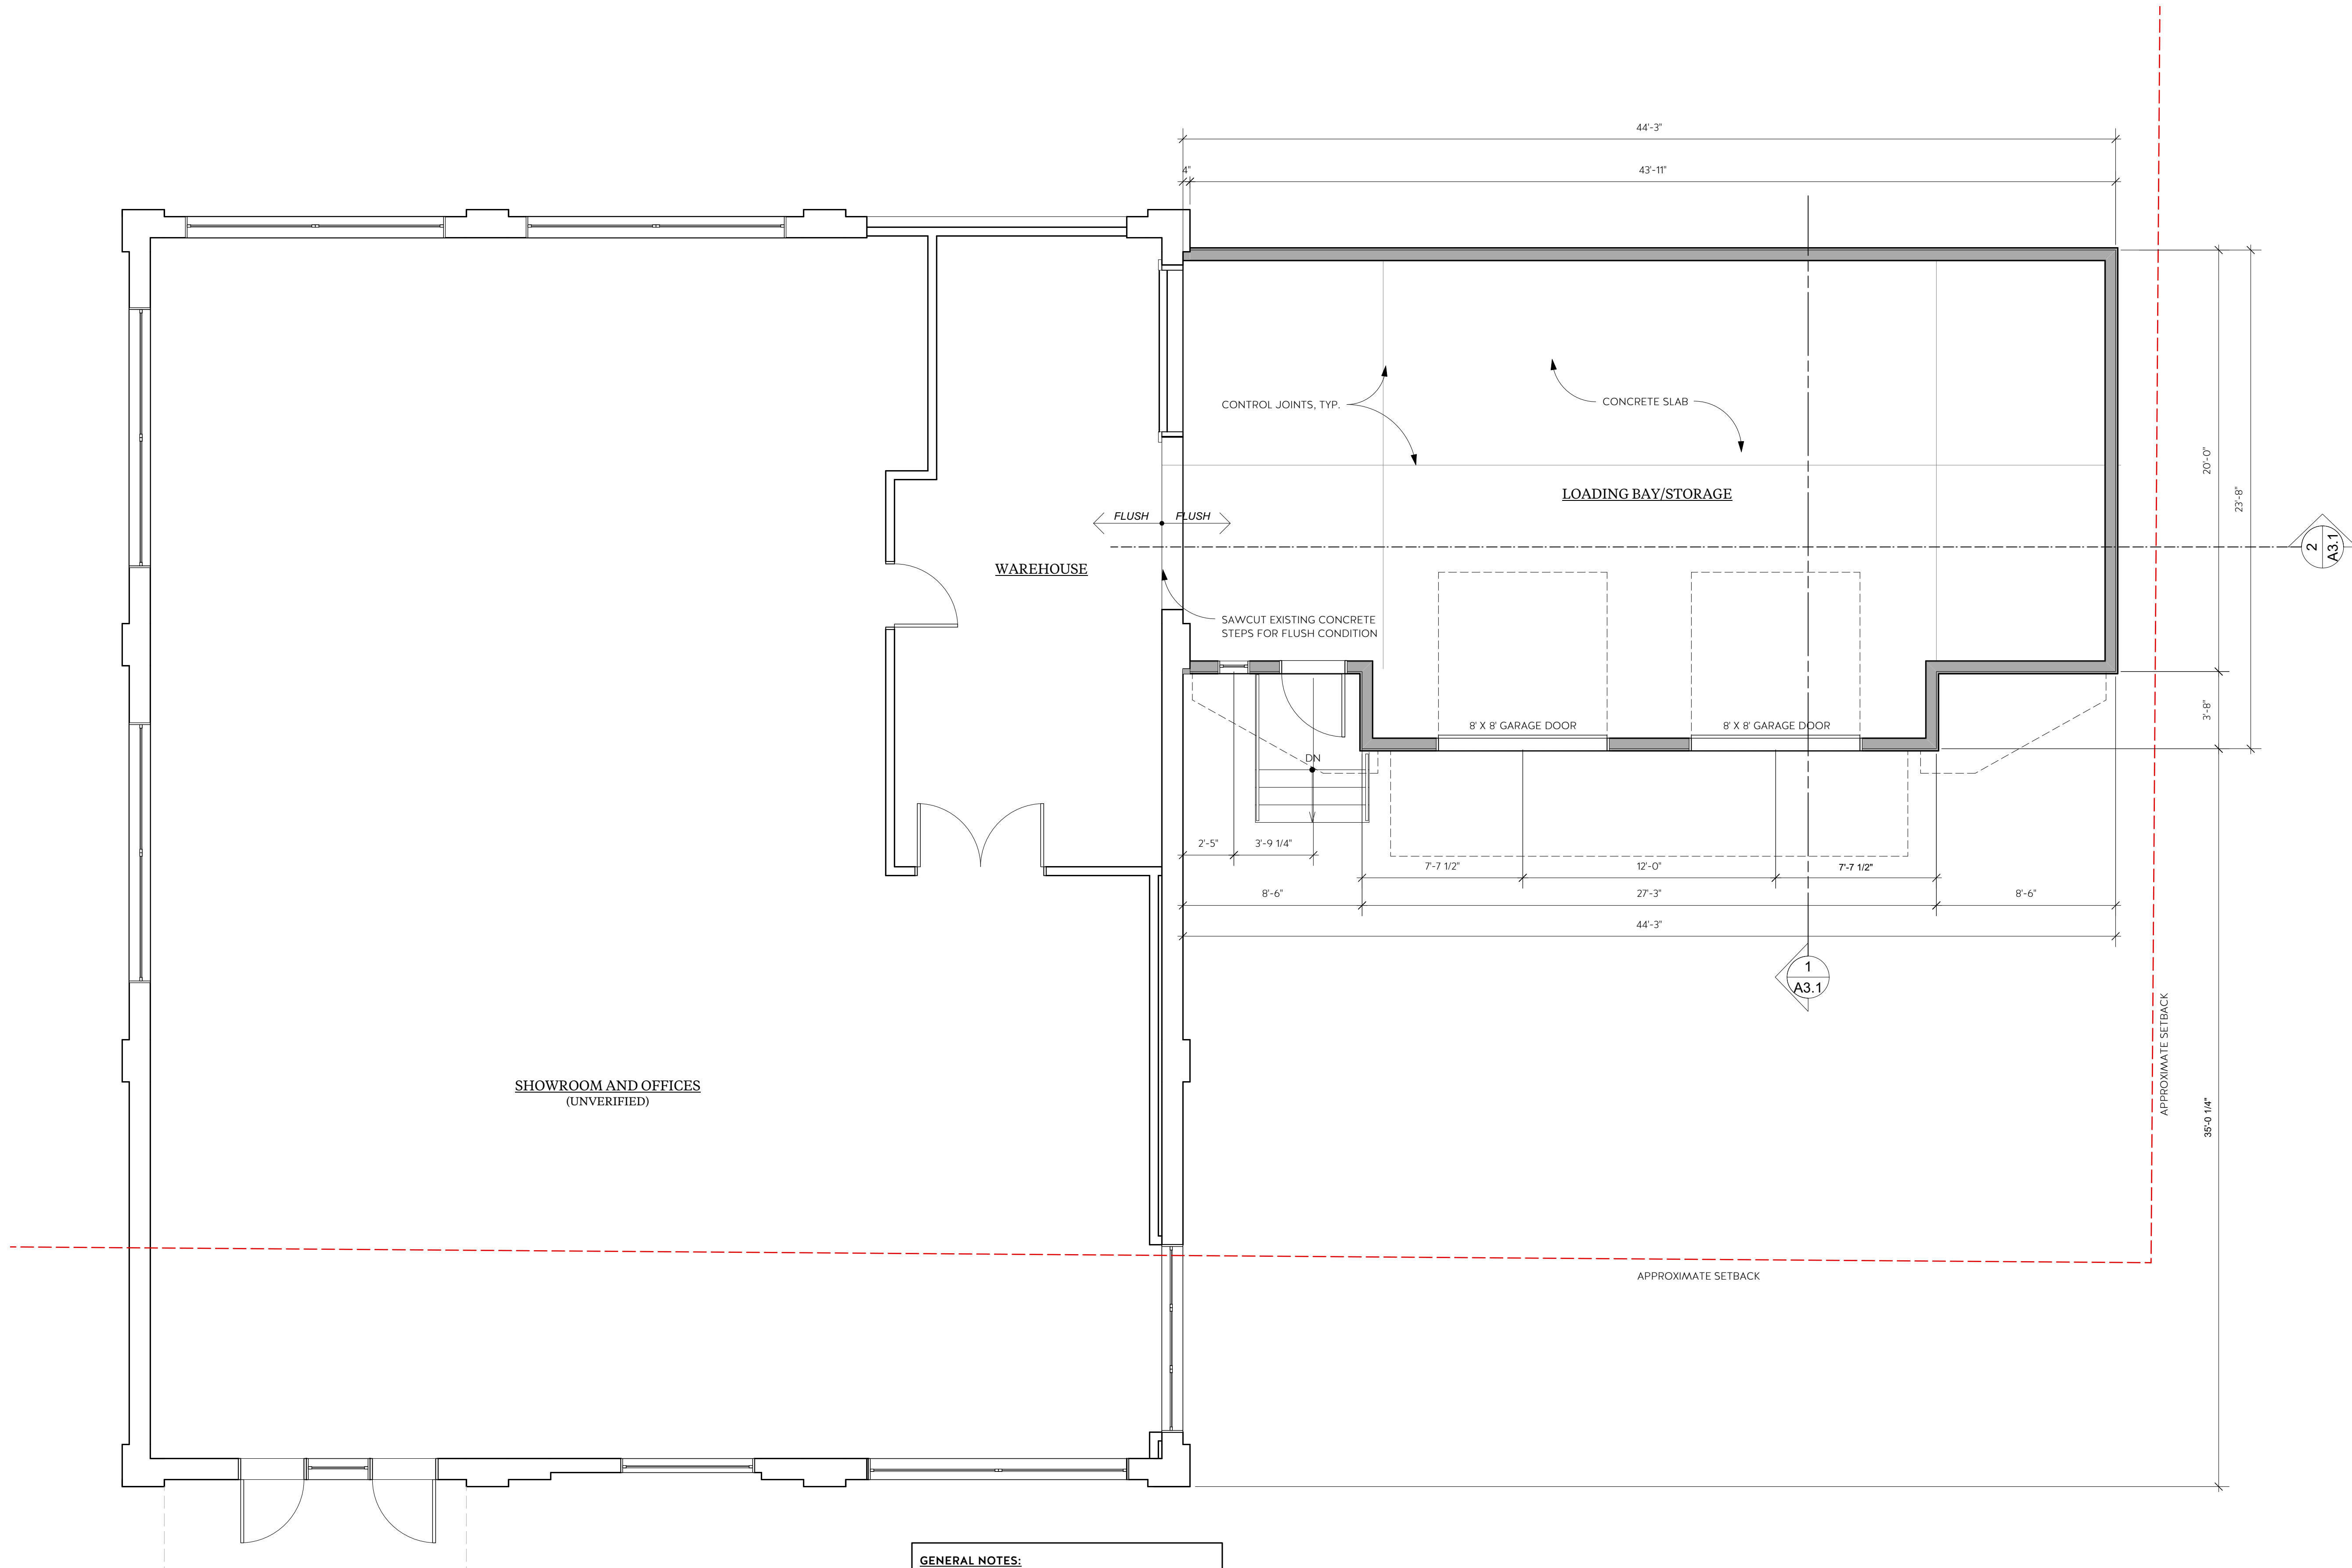 44'-3"
4"
43'-11"
CONTROL JOINTS, TYP.
CONCRETE SLAB
20'-0"
23'-8"
LOADING BAY/STORAGE
FLUSH
FLUSH
2
A3.1
WAREHOUSE
SAWCUT EXISTING CONCRETE
STEPS FOR FLUSH CONDITION
3'-8"
8' X 8' GARAGE DOOR
8' X 8' GARAGE DOOR
DN
2'-5"
3'-9 1/4"
7'-7 1/2"
12'-0"
7'-7 1/2"
8'-6"
27'-3"
8'-6"
44'-3"
1
A3.1
APPROXIMATE SETBACK
35'-0 1/4"
SHOWROOM AND OFFICES
(UNVERIFIED)
APPROXIMATE SETBACK
GENERAL NOTES: